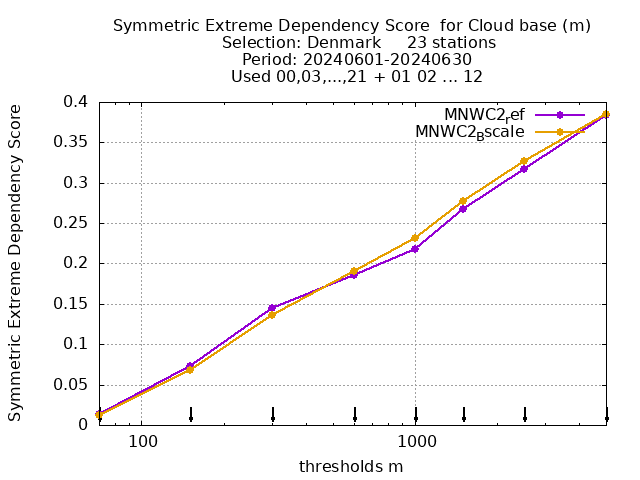 Symmetric Extreme Dependency Score  for Cloud base (m)
Selection: Denmark     23 stations
Period: 20240601-20240630
Used 00,03,...,21 + 01 02 ... 12
MNWC2ref
MNWC2Bscale
Symmetric Extreme Dependency Score
0.4
0.35
0.3
0.25
0.2
0.15
0.1
0.05
0
100
1000
thresholds m